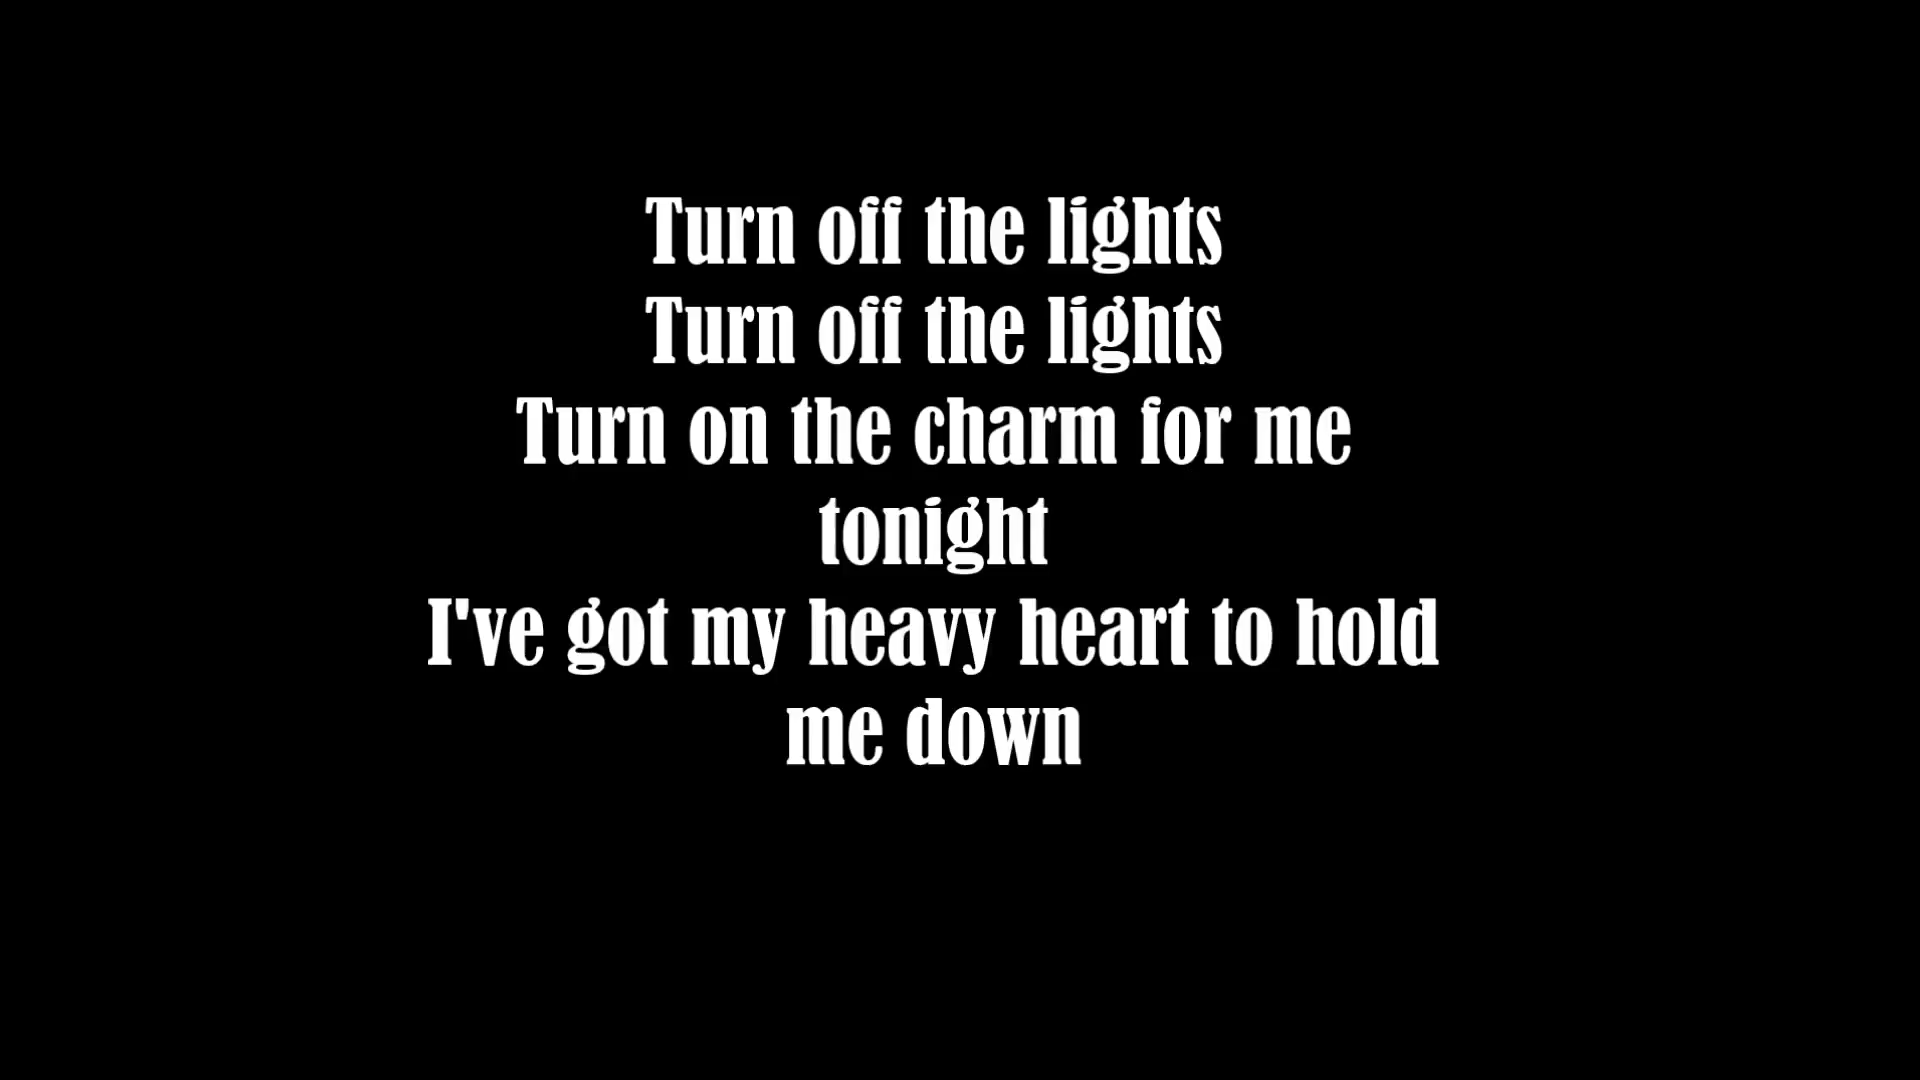 Turn off the lights
Turn off the lights
Turn on the charm for me
tonight
I've got my heavy heart to hold
me down